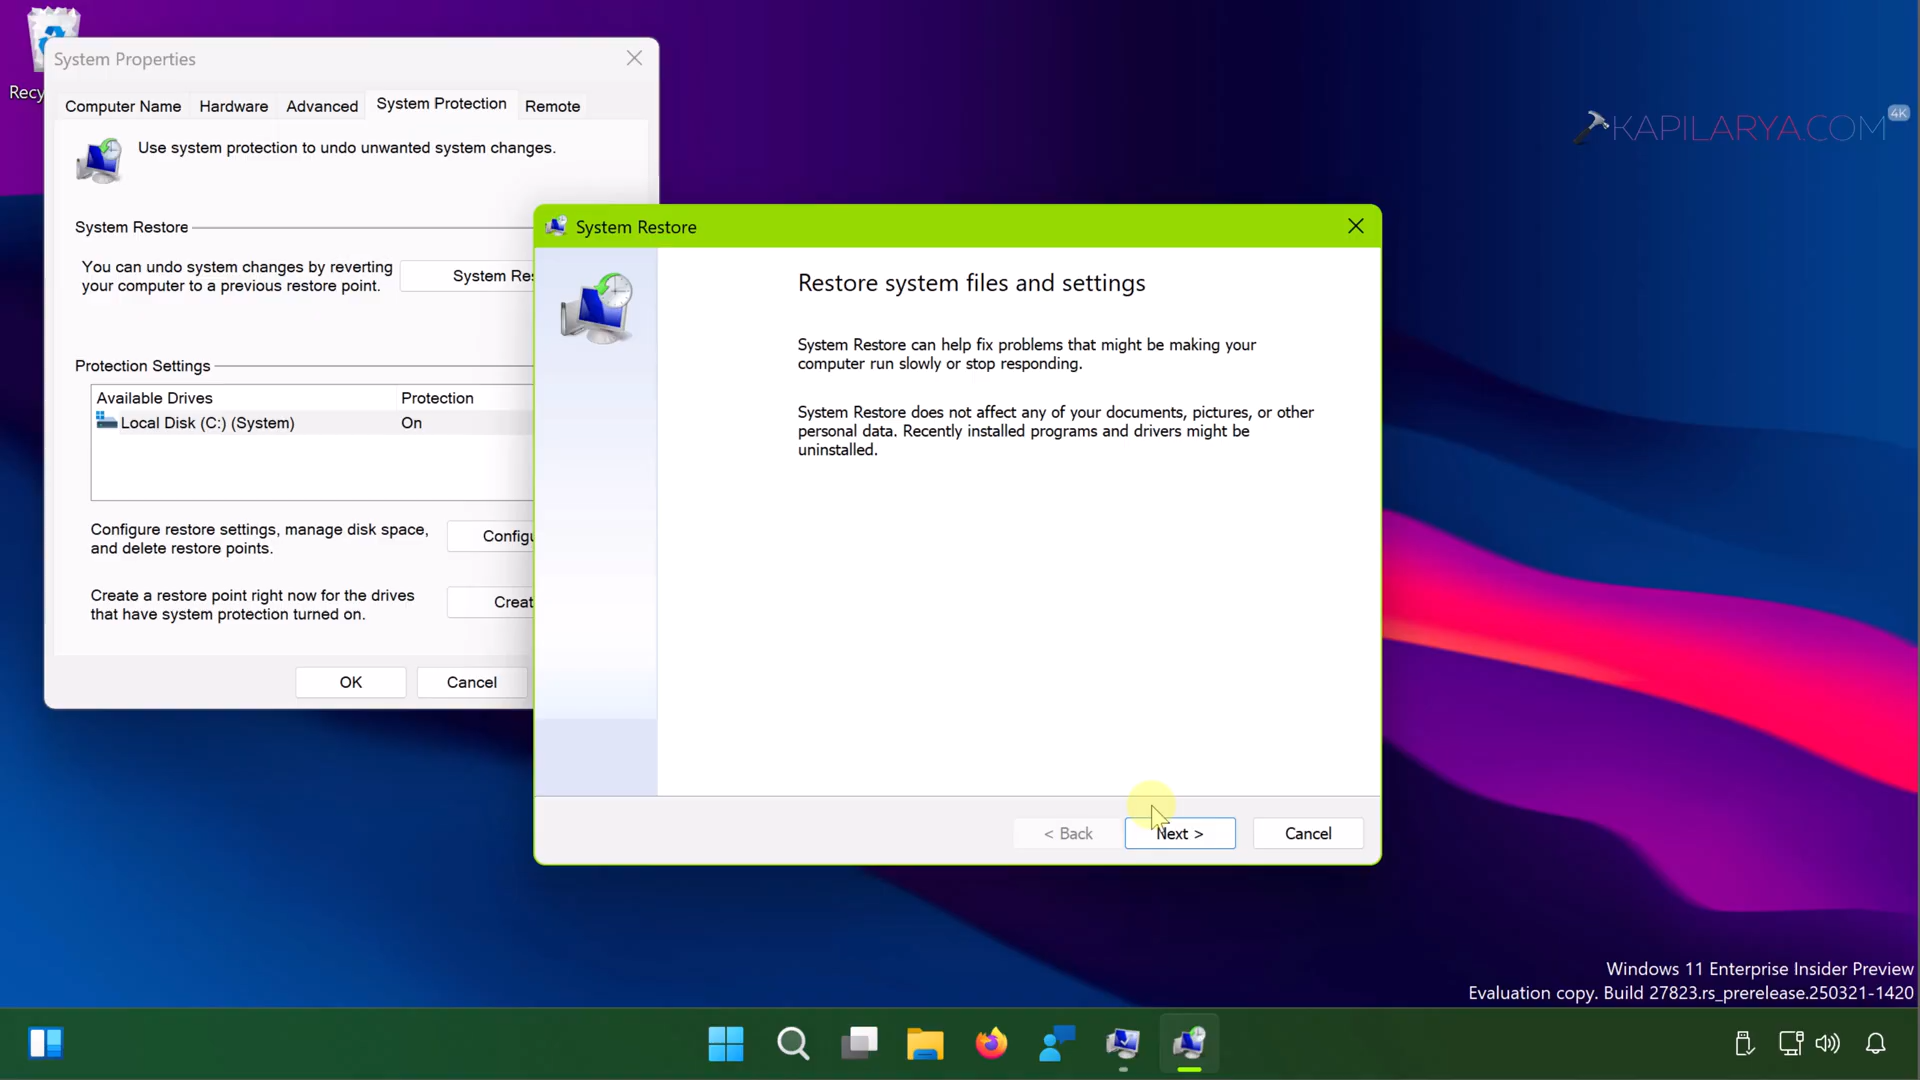 Recy
System Properties
Computer Name
Hardware
Advanced
System Protection
Remote
Use system protection to undo unwanted system changes.
System Restore
You can undo system changes by reverting
your computer to a previous restore point.
System Res
Protection Settings
Available Drives
Protection
Local Disk (C:) (System)
On
Configure restore settings, manage disk space,
and delete restore points.
Configu
Create a restore point right now for the drives
that have system protection turned on.
Creat
OK
Cancel
System Restore
Restore system files and settings
System Restore can help fix problems that might be making your
computer run slowly or stop responding.
System Restore does not affect any of your documents, pictures, or other
personal data. Recently installed programs and drivers might be
uninstalled.
< Back
Next >
Cancel
KAPILARYA.COM
4K
Windows 11 Enterprise Insider Preview
Evaluation copy. Build 27823.rs_prerelease.250321-1420